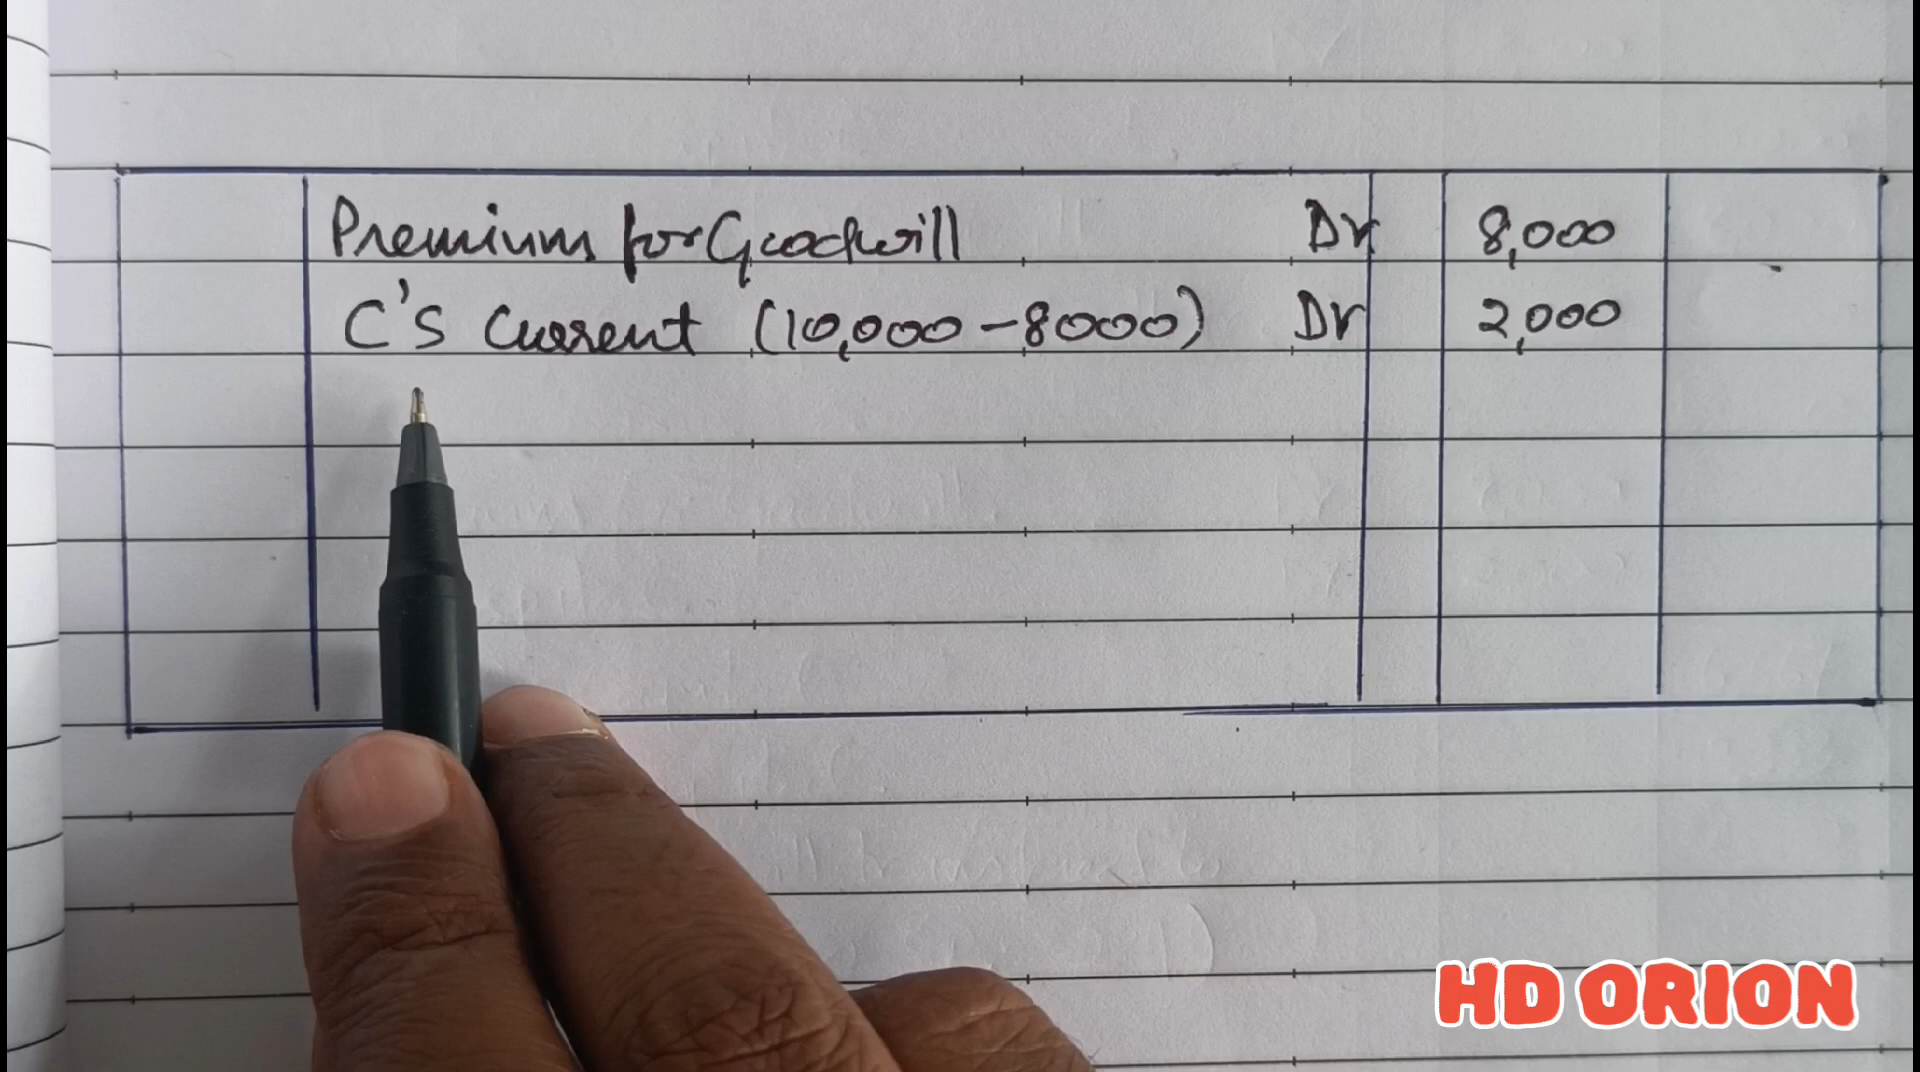 Premium for Goodwill Dr 8,000
C's Current (10,000-8000) Dr 2,000
HD ORION